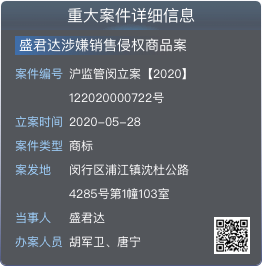 重大案件详细信息
盛君达涉嫌销售侵权商品案
案件编号 沪监管闵立案【2020】
122020000722号
立案时间 2020-05-28
案件类型 商标
案发地 闵行区浦江镇沈杜公路
4285号第1幢103室
当事人 盛君达
办案人员 胡军卫、唐宁